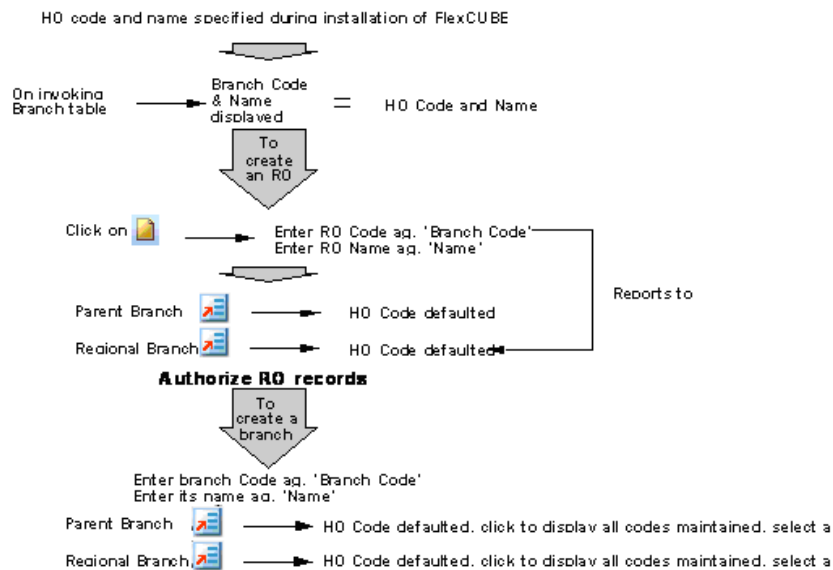 HO code and name specified during installation of FlexCUBE
On invoking
Branch table
Branch Code
& Name
displayed
=
HO Code and Name
To
create
an RO
Click on
Enter RO Code ag. 'Branch Code'
Enter RO Name ag. 'Name'
Reports to
Parent Branch
HO Code defaulted
Regional Branch
HO Code defaulted
Authorize RO records
To
create a
branch
Enter branch Code ag. 'Branch Code'
Enter its name ag. 'Name'
Parent Branch
HO Code defaulted. click to display all codes maintained. select a
Regional Branch
HO Code defaulted. click to display all codes maintained. select a